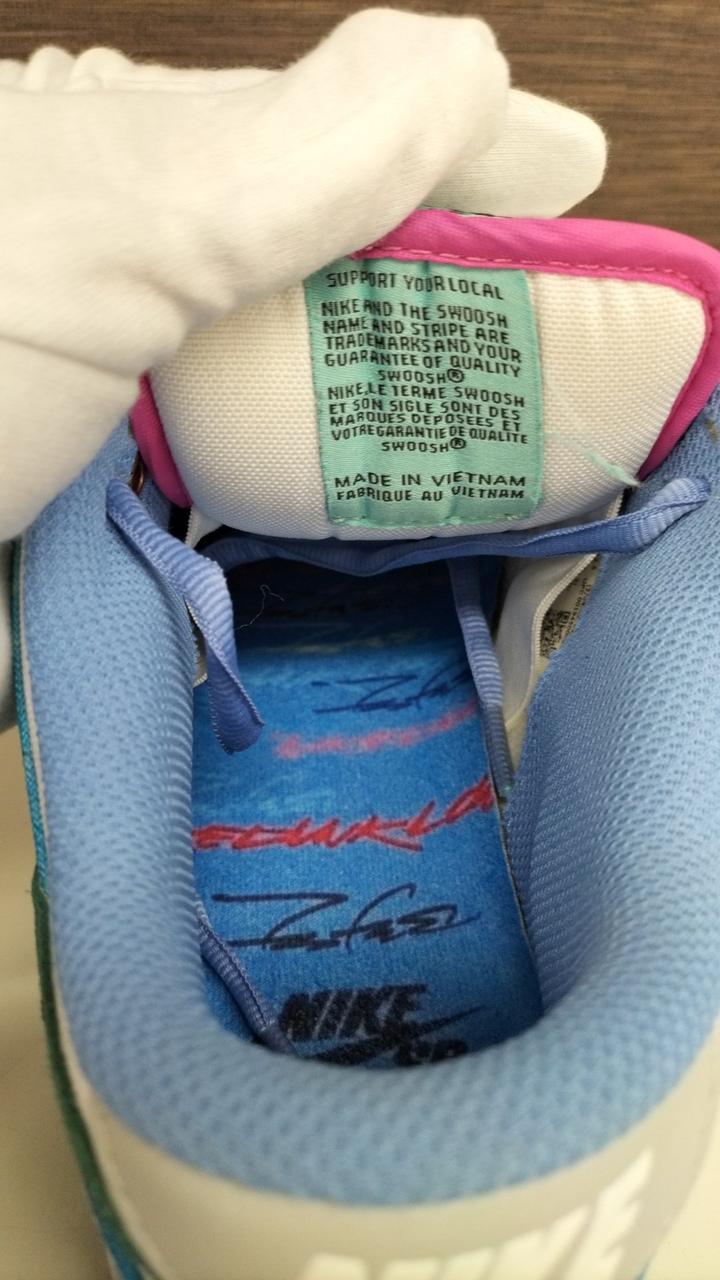 SUPPORT YOUR LOCAL
NIKE AND THE SWOOSH
NAME AND STRIPE ARE
TRADEMARKS AND YOUR
GUARANTEE OF QUALITY
SWOOSH®
NIKE,LE TERME SWOOSH
ET SON SIGLE SONT DES
MARQUES DEPOSEES ET
VOTRE GARANTIE DE QUALITE
SWOOSH®
MADE IN VIETNAM
FABRIQUE AU VIETNAM
NIKE
SB
NIKE